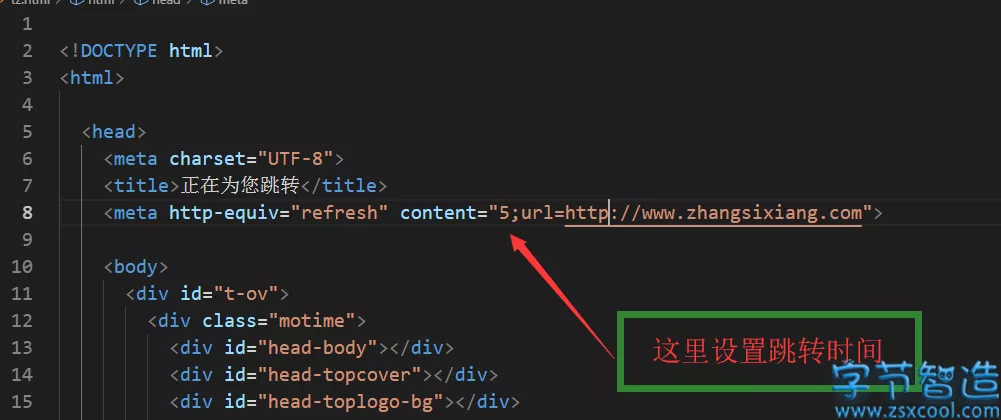 html
head
meta
1
2 <!DOCTYPE html>
3 <html>
4
5 <head>
6 <meta charset="UTF-8">
7 <title>正在为您跳转</title>
8 <meta http-equiv="refresh" content="5;url=http://www.zhangsixiang.com">
9
10 <body>
11 <div id="t-ov">
12 <div class="motime">
13 <div id="head-body"></div>
14 <div id="head-topcover"></div>
15 <div id="head-toplogo-bg"></div>
这里设置跳转时间
字节智造
www.zsxcool.com